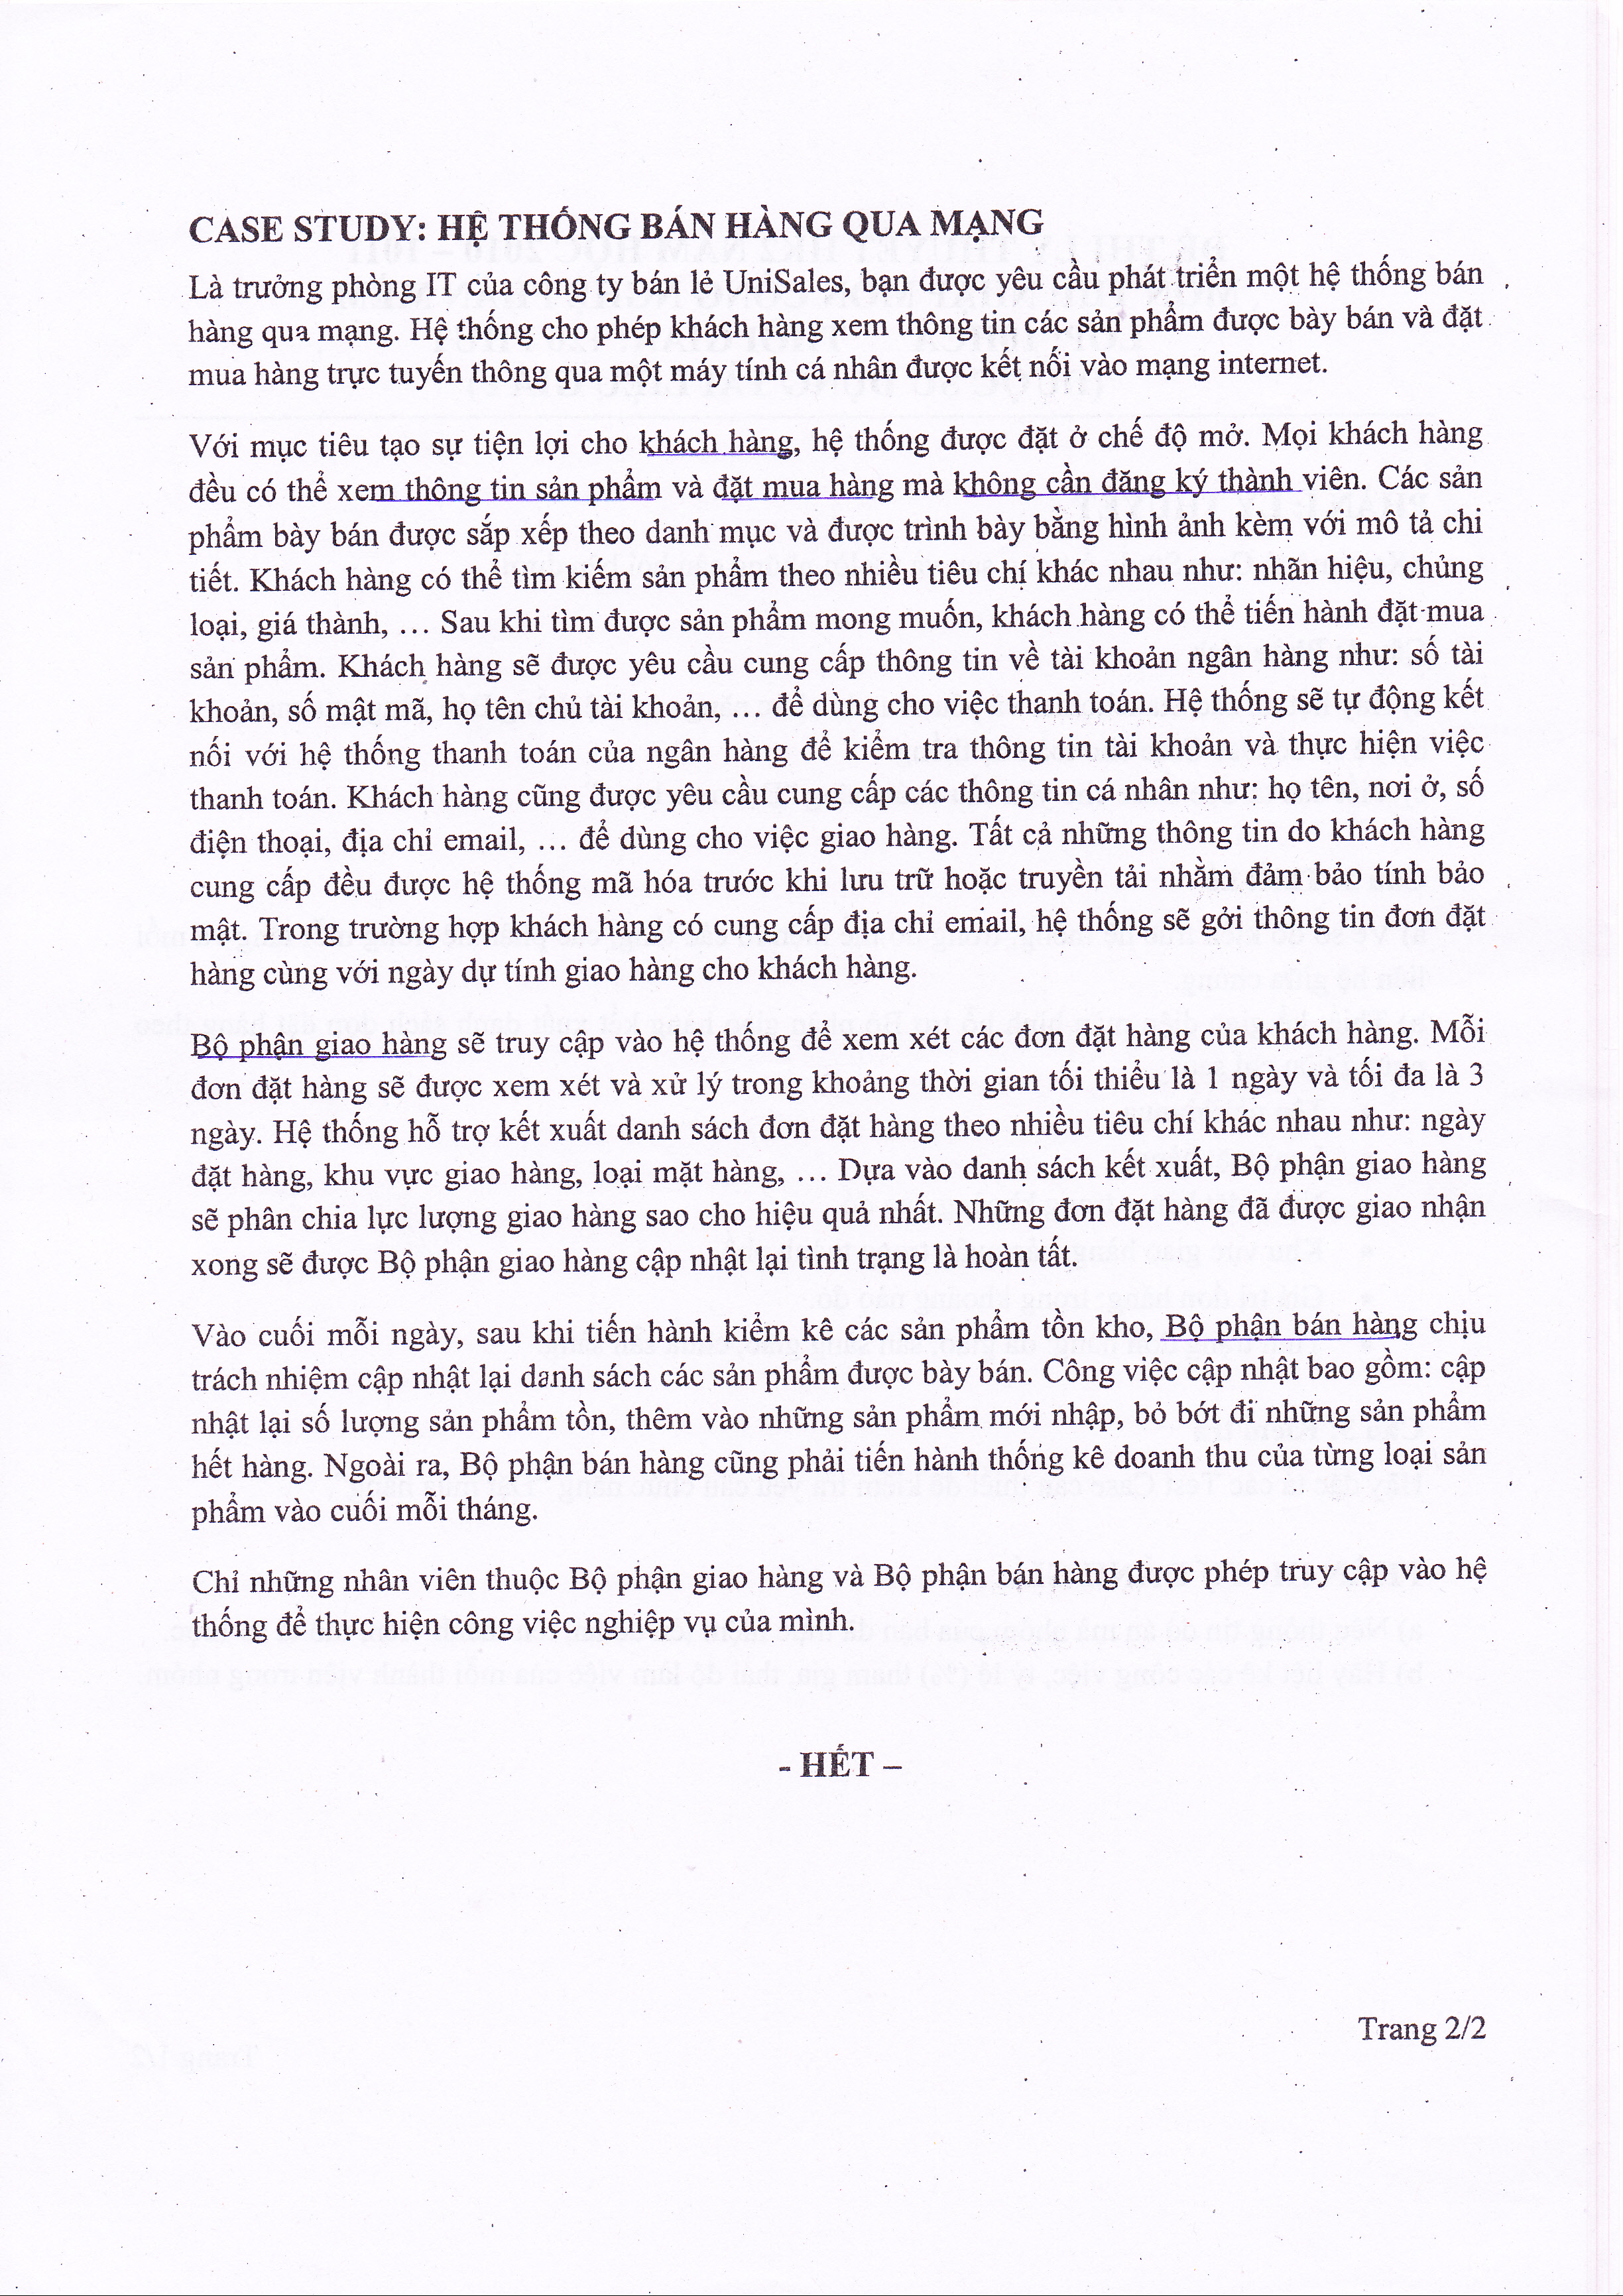 CASE STUDY: HỆ THỐNG BÁN HÀNG QUA MẠNG
Là trưởng phòng IT của công ty bán lẻ UniSales, bạn được yêu cầu phát triển một hệ thống bán
hàng qua mạng. Hệ thống cho phép khách hàng xem thông tin các sản phẩm được bày bán và đặt
mua hàng trực tuyến thông qua một máy tính cá nhân được kết nối vào mạng internet.
Với mục tiêu tạo sự tiện lợi cho khách hàng, hệ thống được đặt ở chế độ mở. Mọi khách hàng
đều có thể xem thông tin sản phẩm và đặt mua hàng mà không cần đăng ký thành viên. Các sản
phẩm bày bán được sắp xếp theo danh mục và được trình bày bằng hình ảnh kèm với mô tả chi
tiết. Khách hàng có thể tìm kiếm sản phẩm theo nhiều tiêu chí khác nhau như: nhãn hiệu, chủng
loại, giá thành, … Sau khi tìm được sản phẩm mong muốn, khách hàng có thể tiến hành đặt mua
sản phẩm. Khách hàng sẽ được yêu cầu cung cấp thông tin về tài khoản ngân hàng như: số tài
khoản, số mật mã, họ tên chủ tài khoản, … để dùng cho việc thanh toán. Hệ thống sẽ tự động kết
nối với hệ thống thanh toán của ngân hàng để kiểm tra thông tin tài khoản và thực hiện việc
thanh toán. Khách hàng cũng được yêu cầu cung cấp các thông tin cá nhân như: họ tên, nơi ở, số
điện thoại, địa chỉ email, … để dùng cho việc giao hàng. Tất cả những thông tin do khách hàng
cung cấp đều được hệ thống mã hóa trước khi lưu trữ hoặc truyền tải nhằm đảm bảo tính bảo
mật. Trong trường hợp khách hàng có cung cấp địa chỉ email, hệ thống sẽ gởi thông tin đơn đặt
hàng cùng với ngày dự tính giao hàng cho khách hàng.
Bộ phận giao hàng sẽ truy cập vào hệ thống để xem xét các đơn đặt hàng của khách hàng. Mỗi
đơn đặt hàng sẽ được xem xét và xử lý trong khoảng thời gian tối thiểu là 1 ngày và tối đa là 3
ngày. Hệ thống hỗ trợ kết xuất danh sách đơn đặt hàng theo nhiều tiêu chí khác nhau như: ngày
đặt hàng, khu vực giao hàng, loại mặt hàng, … Dựa vào danh sách kết xuất, Bộ phận giao hàng
sẽ phân chia lực lượng giao hàng sao cho hiệu quả nhất. Những đơn đặt hàng đã được giao nhận
xong sẽ được Bộ phận giao hàng cập nhật lại tình trạng là hoàn tất.
Vào cuối mỗi ngày, sau khi tiến hành kiểm kê các sản phẩm tồn kho, Bộ phận bán hàng chịu
trách nhiệm cập nhật lại danh sách các sản phẩm được bày bán. Công việc cập nhật bao gồm: cập
nhật lại số lượng sản phẩm tồn, thêm vào những sản phẩm mới nhập, bỏ bớt đi những sản phẩm
hết hàng. Ngoài ra, Bộ phận bán hàng cũng phải tiến hành thống kê doanh thu của từng loại sản
phẩm vào cuối mỗi tháng.
Chỉ những nhân viên thuộc Bộ phận giao hàng và Bộ phận bán hàng được phép truy cập vào hệ
thống để thực hiện công việc nghiệp vụ của mình.
- HẾT –
Trang 2/2